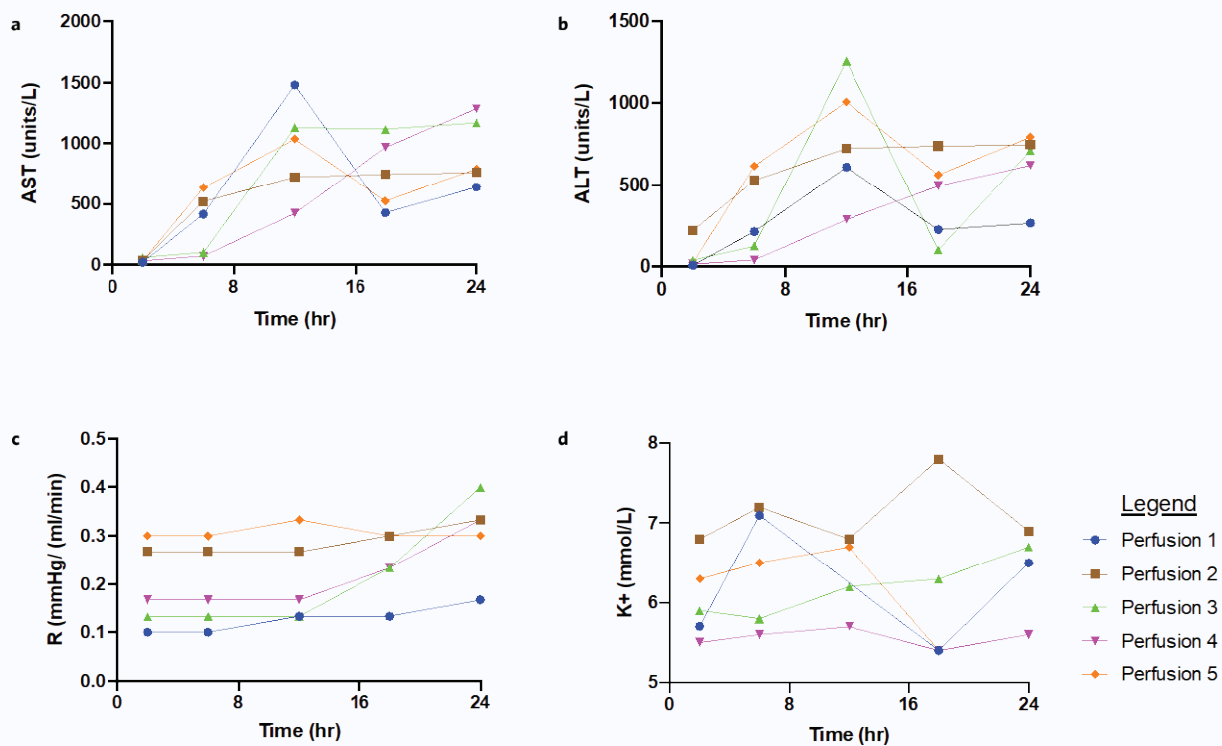 a
2000
1500
1000
500
0
AST (units/L)
0 8 16 24
Time (hr)
b
1500
1000
500
0
ALT (units/L)
0 8 16 24
Time (hr)
c
0.5
0.4
0.3
0.2
0.1
0.0
R (mmHg/ (ml/min)
0 8 16 24
Time (hr)
d
8
7
6
5
K+ (mmol/L)
0 8 16 24
Time (hr)
Legend
Perfusion 1
Perfusion 2
Perfusion 3
Perfusion 4
Perfusion 5